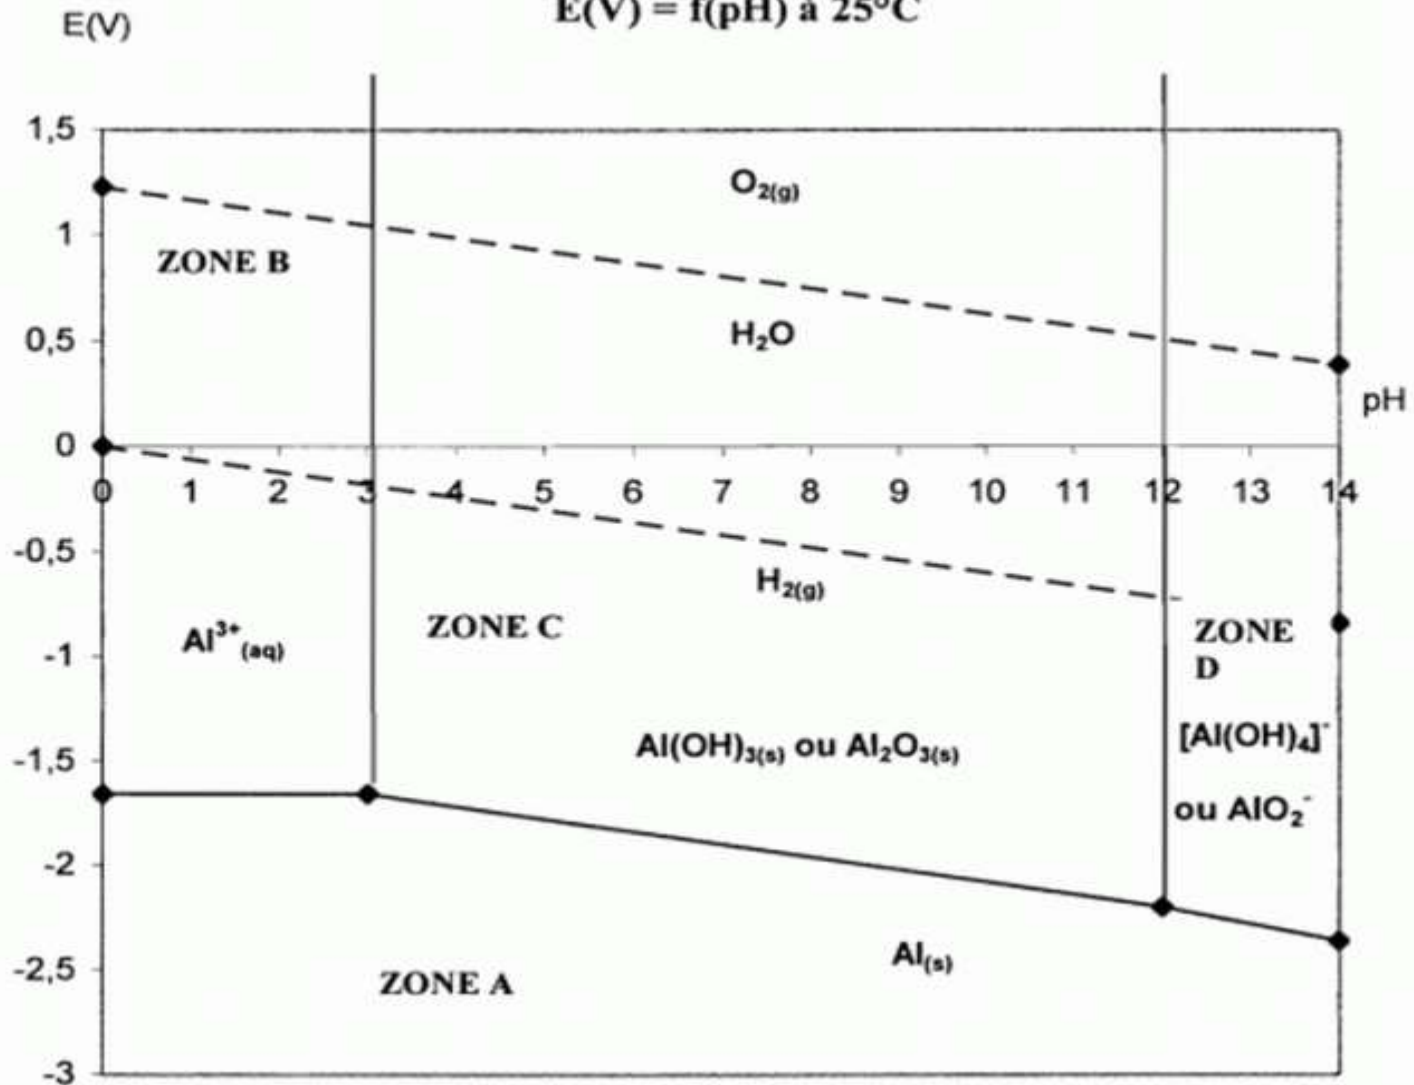 E(V) = f(pH) à 25°C
E(V)
1,5
O₂(g)
1
ZONE B
0,5
H₂O
pH
0
0 1 2 3 4 5 6 7 8 9 10 11 12 13 14
-0,5
H₂(g)
ZONE C
ZONE
D
Al³⁺(aq)
-1
[Al(OH)₄]⁻
Al(OH)₃(s) ou Al₂O₃(s)
-1,5
ou AlO₂⁻
-2
Al(s)
-2,5
ZONE A
-3